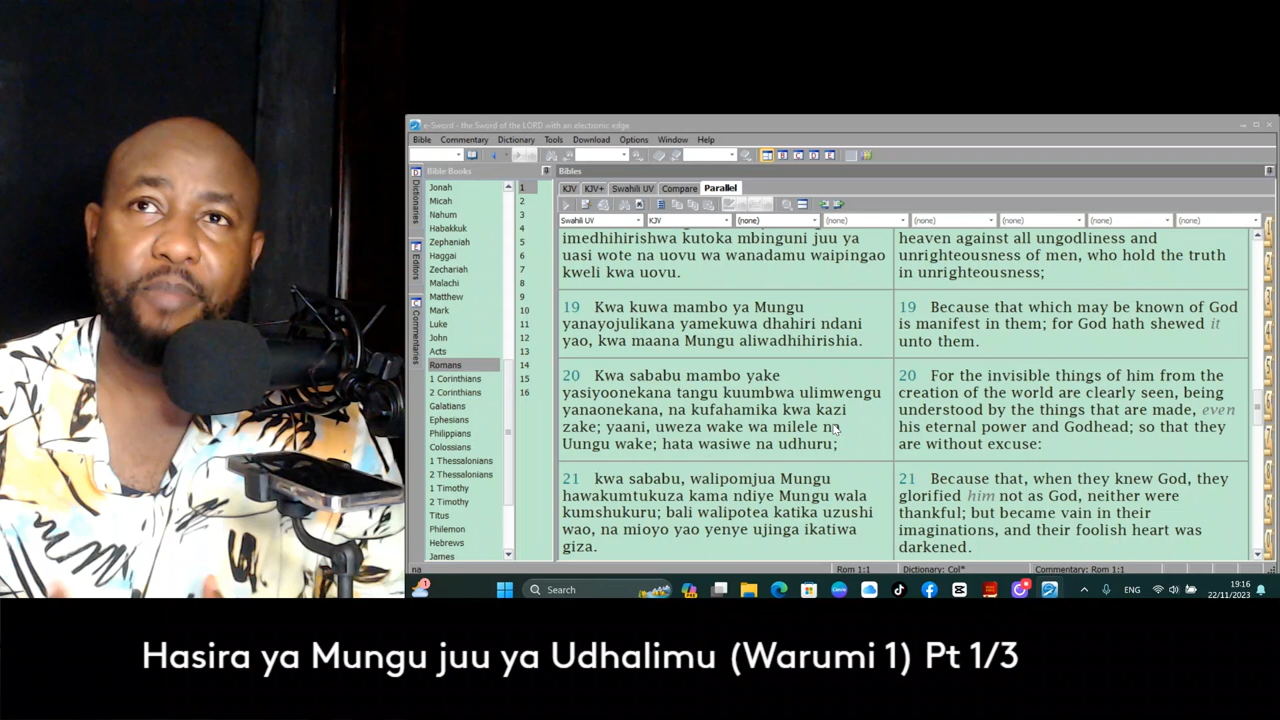 e-Sword - the Sword of the LORD with an electronic edge
Bible Commentary Dictionary Tools Download Options Window Help
Bible Books
Bibles
KJV KJV+ Swahili UV Compare Parallel
Swahili UV KJV (none) (none) (none) (none) (none) (none)
Dictionaries
Editors
Commentaries
Jonah
Micah
Nahum
Habakkuk
Zephaniah
Haggai
Zechariah
Malachi
Matthew
Mark
Luke
John
Acts
Romans
1 Corinthians
2 Corinthians
Galatians
Ephesians
Philippians
Colossians
1 Thessalonians
2 Thessalonians
1 Timothy
2 Timothy
Titus
Philemon
Hebrews
James
1
2
3
4
5
6
7
8
9
10
11
12
13
14
15
16
imedhihirishwa kutoka mbinguni juu ya
uasi wote na uovu wa wanadamu waipingao
kweli kwa uovu.
19 Kwa kuwa mambo ya Mungu
yanayojulikana yamekuwa dhahiri ndani
yao, kwa maana Mungu aliwadhihirishia.
20 Kwa sababu mambo yake
yasiyoonekana tangu kuumbwa ulimwengu
yanaonekana, na kufahamika kwa kazi
zake; yaani, uweza wake wa milele na
Uungu wake; hata wasiwe na udhuru;
21 kwa sababu, walipomjua Mungu
hawakumtukuza kama ndiye Mungu wala
kumshukuru; bali walipotea katika uzushi
wao, na mioyo yao yenye ujinga ikatiwa
giza.
heaven against all ungodliness and
unrighteousness of men, who hold the truth
in unrighteousness;
19 Because that which may be known of God
is manifest in them; for God hath shewed it
unto them.
20 For the invisible things of him from the
creation of the world are clearly seen, being
understood by the things that are made, even
his eternal power and Godhead; so that they
are without excuse:
21 Because that, when they knew God, they
glorified him not as God, neither were
thankful; but became vain in their
imaginations, and their foolish heart was
darkened.
na Rom 1:1 Dictionary: Col* Commentary: Rom 1:1
1 Search ENG 19:16
22/11/2023
Hasira ya Mungu juu ya Udhalimu (Warumi 1) Pt 1/3